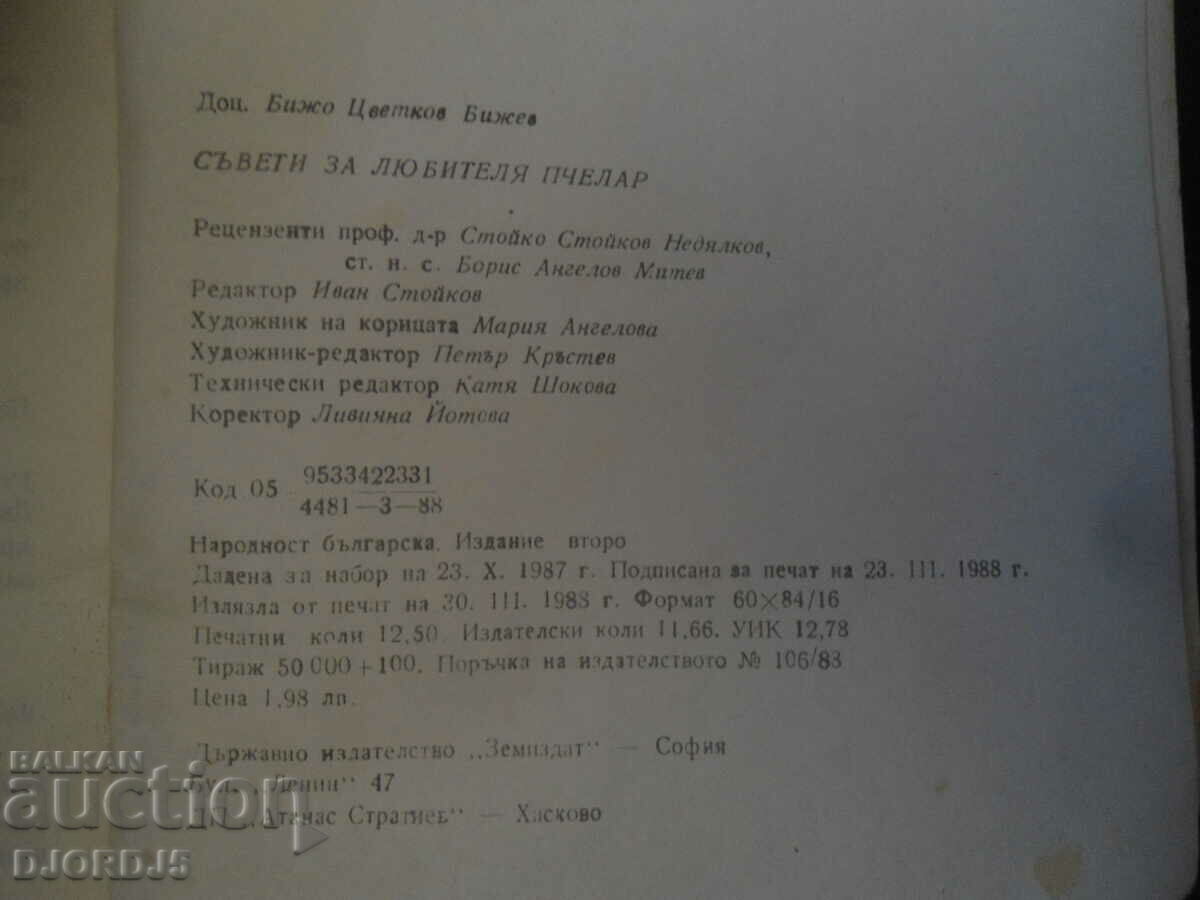 Доц. Бижо Цветков Бижев
СЪВЕТИ ЗА ЛЮБИТЕЛЯ ПЧЕЛАР
Рецензенти проф. д-р Стойко Стойков Недялков,
ст. н. с. Борис Ангелов Митев
Редактор Иван Стойков
Художник на корицата Мария Ангелова
Художник-редактор Петър Кръстев
Технически редактор Катя Шокова
Коректор Ливияна Йотова
Код 05 9533422331
4481—3—88
Народност българска. Издание второ
Дадена за набор на 23. X. 1987 г. Подписана за печат на 23. III. 1988 г.
Излязла от печат на 30. III. 1988 г. Формат 60×84/16
Печатни коли 12,50. Издателски коли 11,66. УИК 12,78
Тираж 50 000 + 100. Поръчка на издателството № 106/88
Цена 1,98 лв.
Държавно издателство „Земиздат“ — София
бул. „Ленин“ 47
ДП „Атанас Стратиев“ — Хасково
BALKAN
auction
DJORDJ5